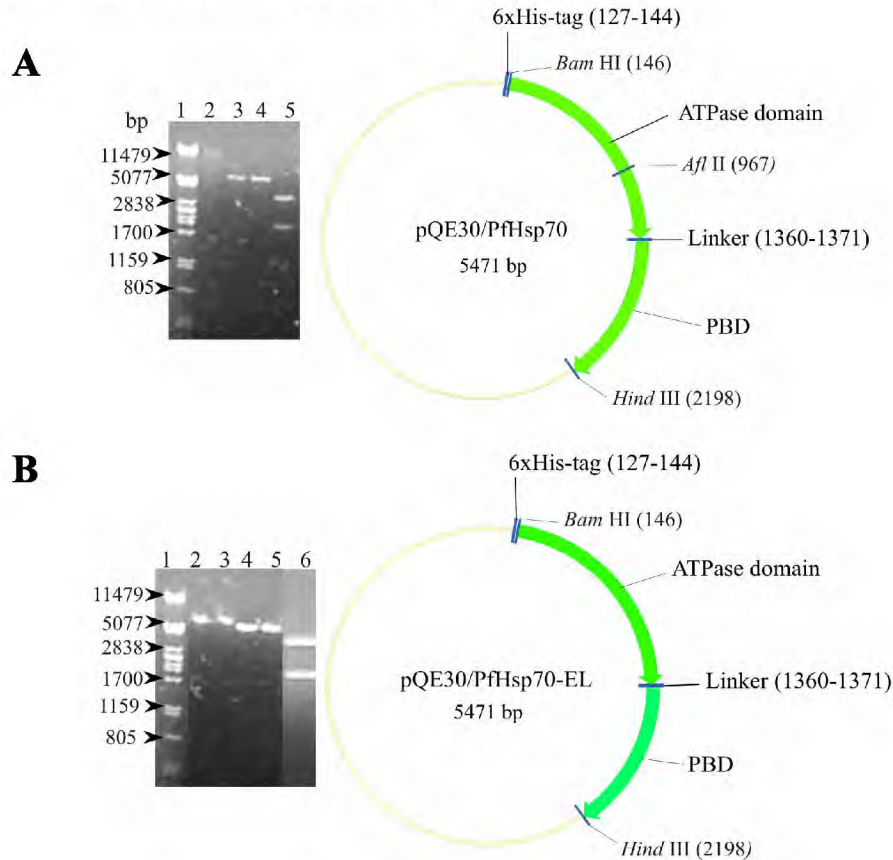 A
6xHis-tag (127-144)
Bam HI (146)
bp
1 2 3 4 5
ATPase domain
11479
Afl II (967)
5077
2838
pQE30/PfHsp70
Linker (1360-1371)
1700
5471 bp
1159
805
PBD
Hind III (2198)
B
6xHis-tag (127-144)
Bam HI (146)
1 2 3 4 5 6
ATPase domain
11479
5077
2838
1700
pQE30/PfHsp70-EL
Linker (1360-1371)
1159
5471 bp
805
PBD
Hind III (2198)